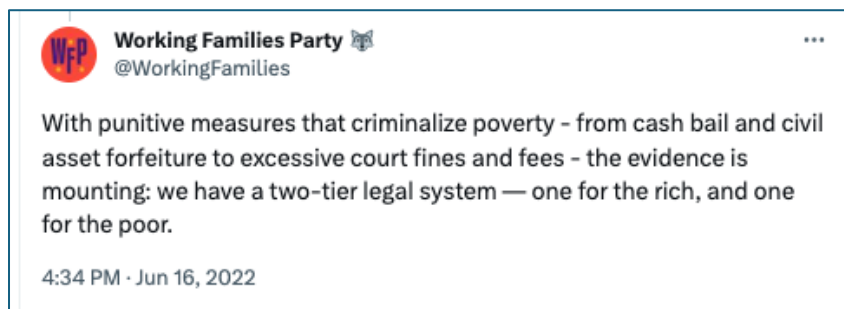 WFP
Working Families Party 🐺
@WorkingFamilies
...
With punitive measures that criminalize poverty - from cash bail and civil
asset forfeiture to excessive court fines and fees - the evidence is
mounting: we have a two-tier legal system — one for the rich, and one
for the poor.
4:34 PM · Jun 16, 2022